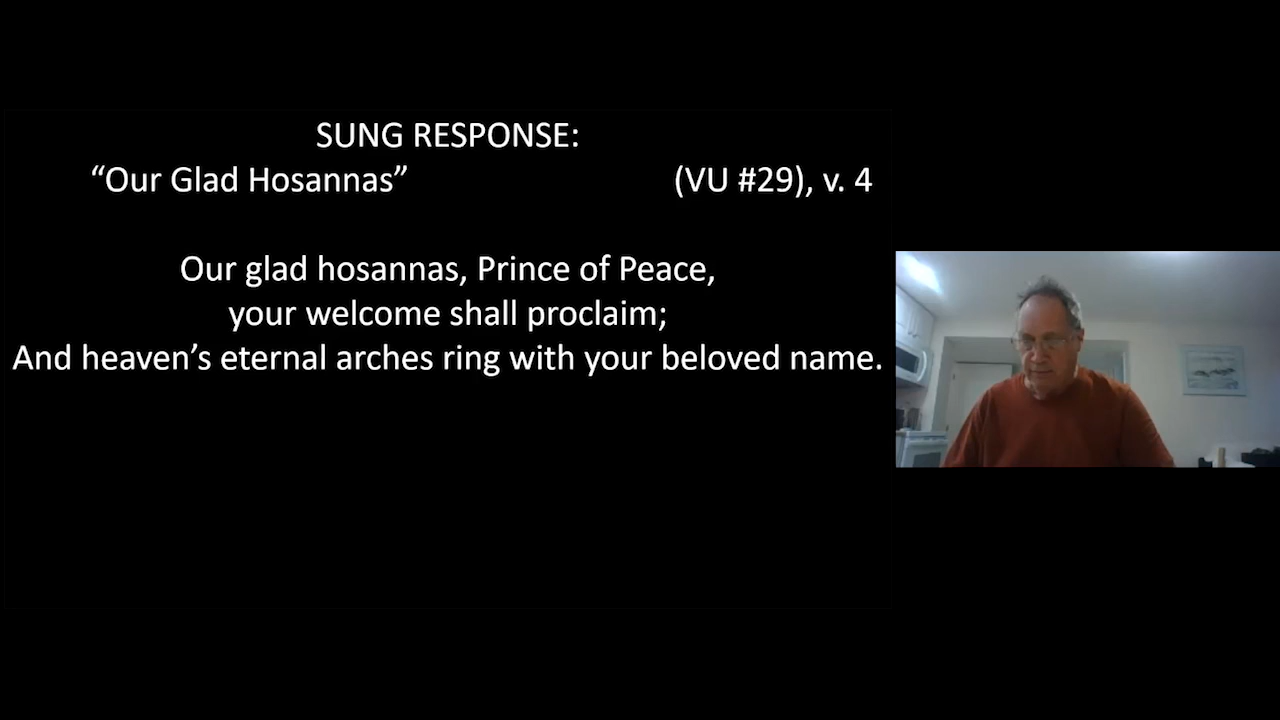 SUNG RESPONSE:
“Our Glad Hosannas” (VU #29), v. 4
Our glad hosannas, Prince of Peace,
your welcome shall proclaim;
And heaven’s eternal arches ring with your beloved name.